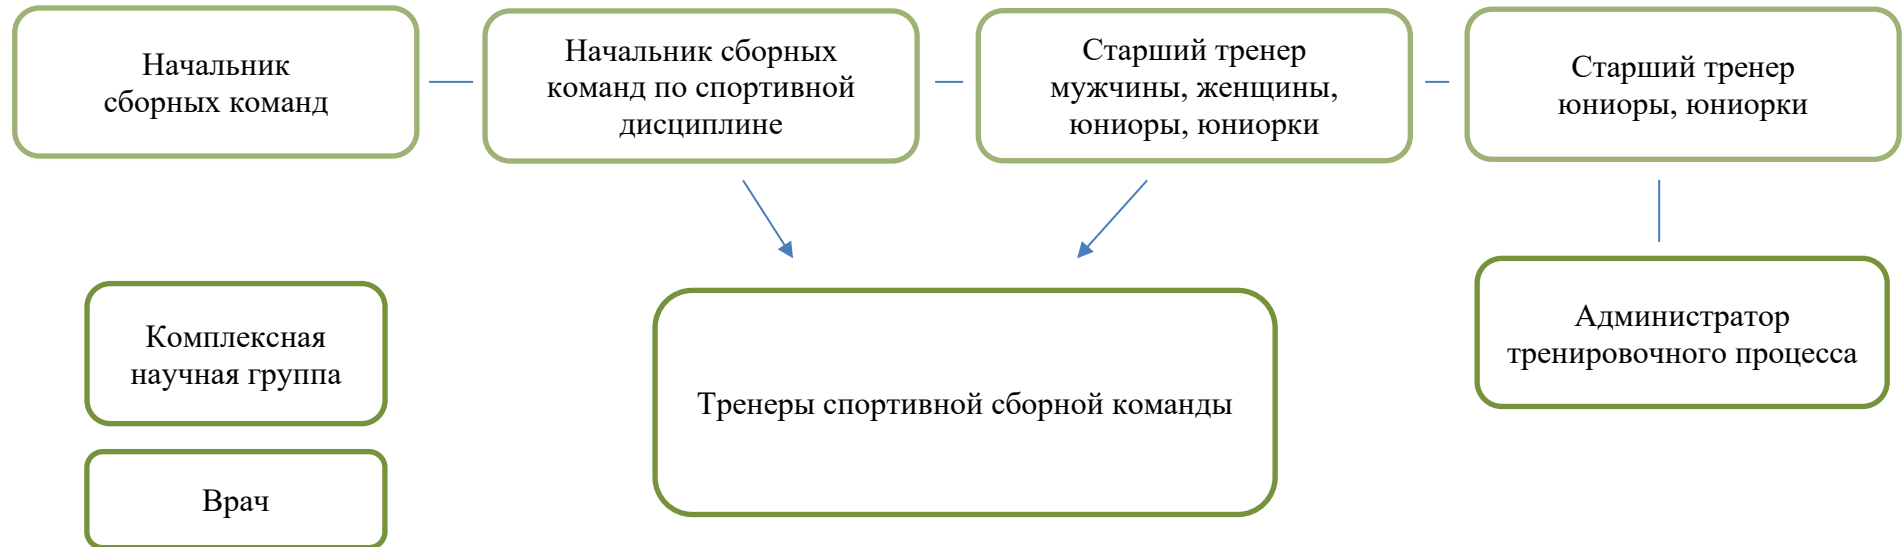 Начальник
сборных команд
Начальник сборных
команд по спортивной
дисциплине
Старший тренер
мужчины, женщины,
юниоры, юниорки
Старший тренер
юниоры, юниорки
Комплексная
научная группа
Врач
Тренеры спортивной сборной команды
Администратор
тренировочного процесса